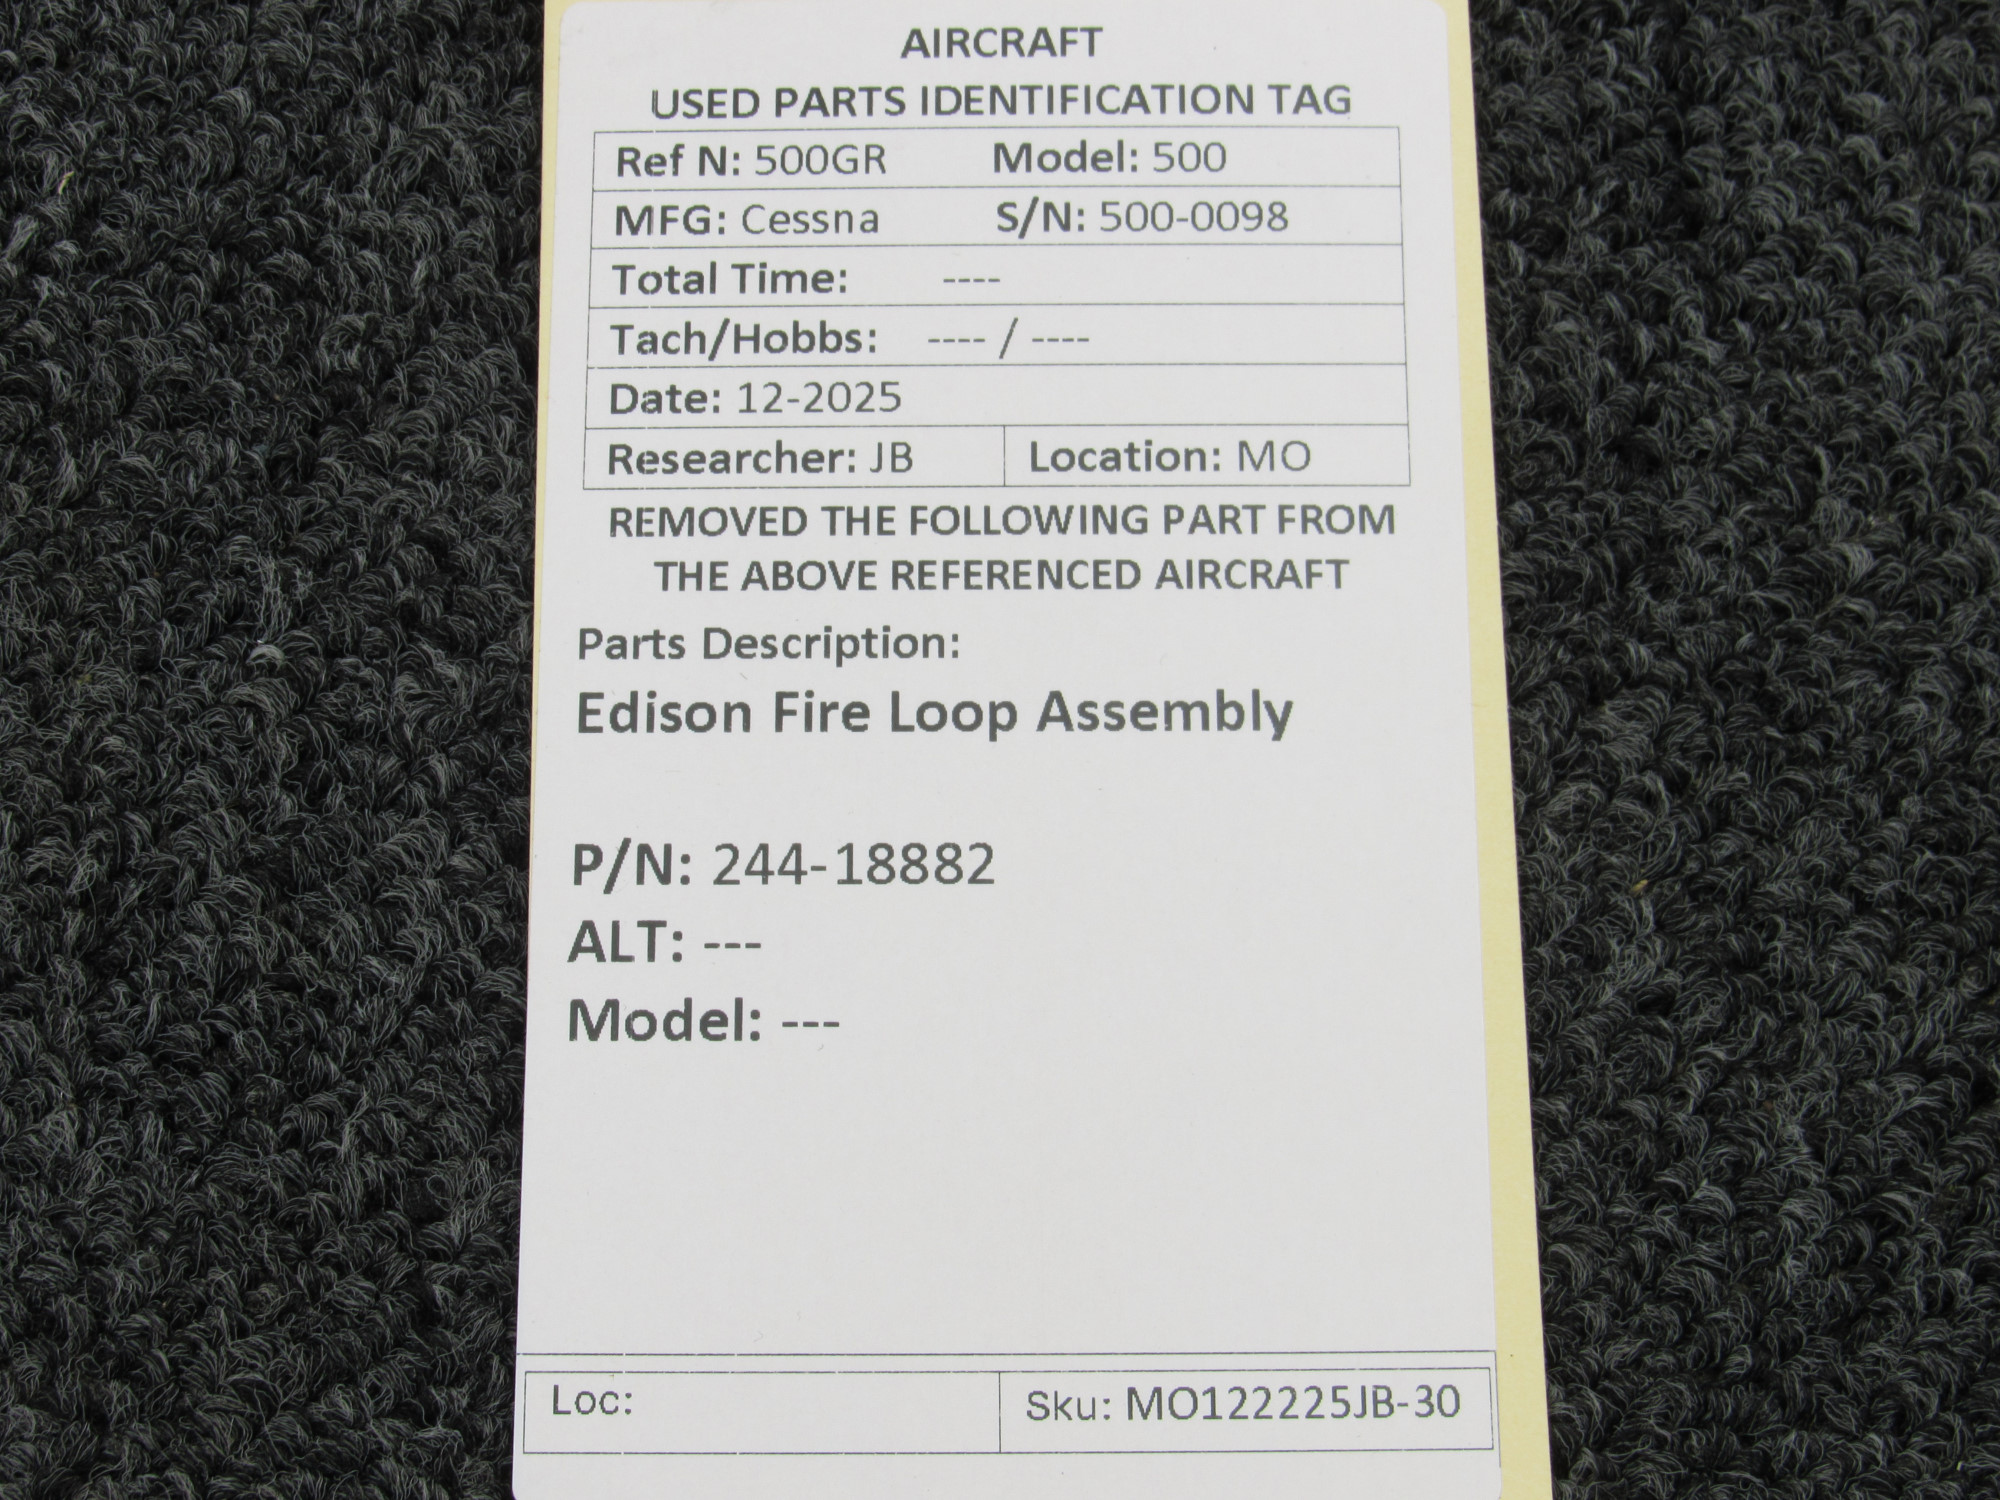 AIRCRAFT
USED PARTS IDENTIFICATION TAG
Ref N: 500GR Model: 500
MFG: Cessna S/N: 500-0098
Total Time: ----
Tach/Hobbs: ---- / ----
Date: 12-2025
Researcher: JB Location: MO
REMOVED THE FOLLOWING PART FROM
THE ABOVE REFERENCED AIRCRAFT
Parts Description:
Edison Fire Loop Assembly
P/N: 244-18882
ALT: ---
Model: ---
Loc: Sku: MO122225JB-30